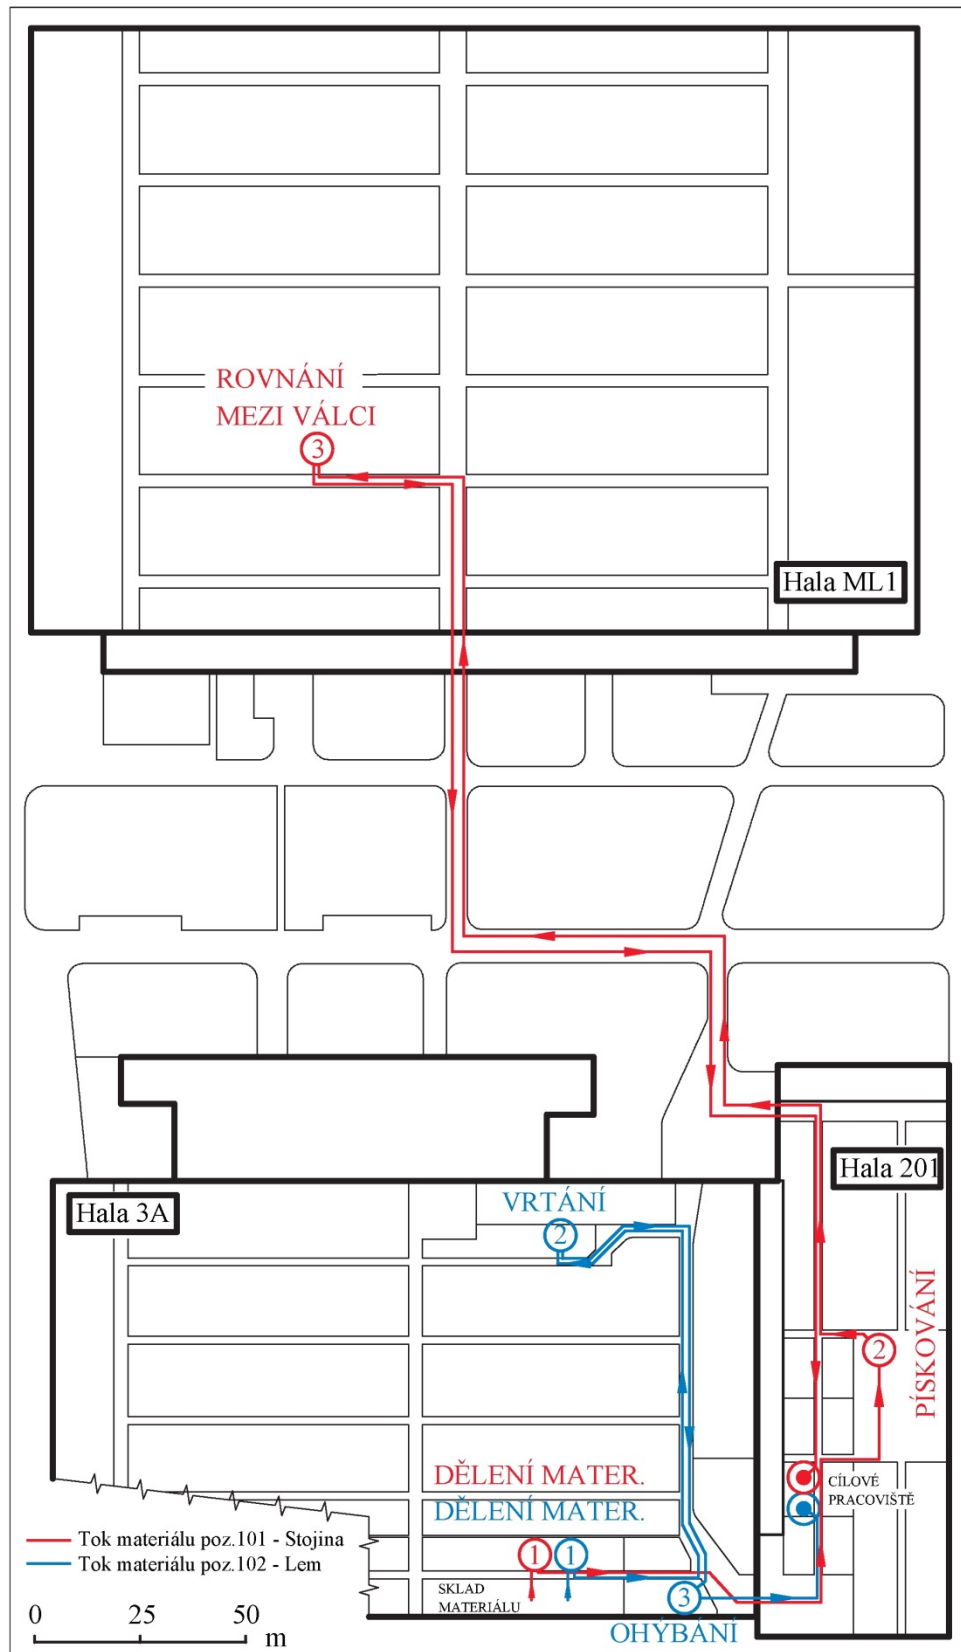 ROVNÁNÍ
MEZI VÁLCI
3
Hala ML1
Hala 201
Hala 3A
VRTÁNÍ
2
PÍSKOVÁNÍ
2
DĚLENÍ MATER.
DĚLENÍ MATER.
CÍLOVÉ
PRACOVIŠTĚ
Tok materiálu poz.101 - Stojina
Tok materiálu poz.102 - Lem
1
1
SKLAD
MATERIÁLU
3
OHÝBÁNÍ
0 25 50
m